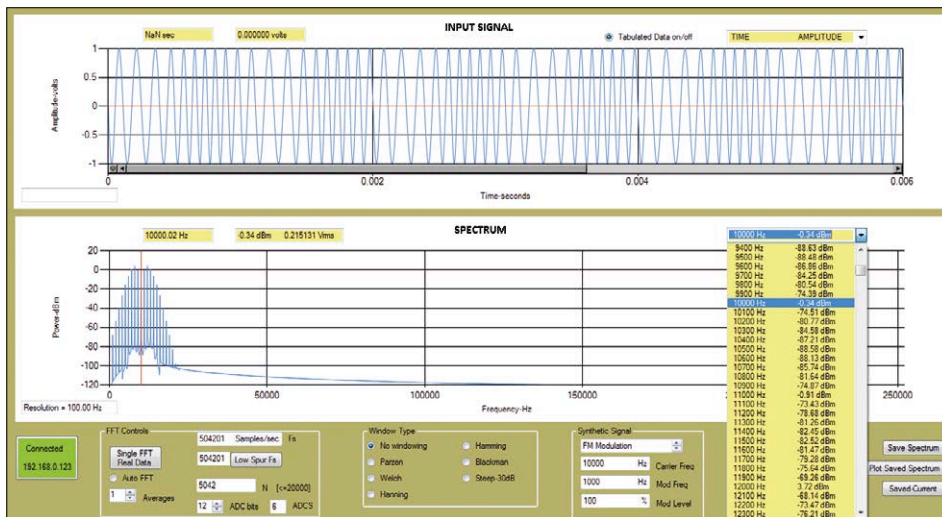 INPUT SIGNAL
NaN sec 0.000000 volts Tabulated Data on/off TIME AMPLITUDE
1
0.5
0
-0.5
-1
Amplitude-volts
0 0.002 0.004 0.006
Time-seconds
SPECTRUM
10000.02 Hz -0.34 dBm 0.215131 Vrms 10000 Hz -0.34 dBm
20
0
-20
-40
-60
-80
-100
-120
Power-dBm
0 50000 100000 150000 250000
Frequency-Hz
Resolution = 100.00 Hz
9400 Hz -88.63 dBm
9500 Hz -88.48 dBm
9600 Hz -86.86 dBm
9700 Hz -84.25 dBm
9800 Hz -80.54 dBm
9900 Hz -74.39 dBm
10000 Hz -0.34 dBm
10100 Hz -74.51 dBm
10200 Hz -80.77 dBm
10300 Hz -84.58 dBm
10400 Hz -87.21 dBm
10500 Hz -88.58 dBm
10600 Hz -88.13 dBm
10700 Hz -85.74 dBm
10800 Hz -81.64 dBm
10900 Hz -74.87 dBm
11000 Hz -0.91 dBm
11100 Hz -73.43 dBm
11200 Hz -78.68 dBm
11300 Hz -81.26 dBm
11400 Hz -82.45 dBm
11500 Hz -82.52 dBm
11600 Hz -81.47 dBm
11700 Hz -79.28 dBm
11800 Hz -75.64 dBm
11900 Hz -69.26 dBm
12000 Hz 3.72 dBm
12100 Hz -68.14 dBm
12200 Hz -73.47 dBm
12300 Hz -76.21 dBm
Connected
192.168.0.123
FFT Controls
Single FFT
Real Data
Auto FFT
1 Averages
504201 Samples/sec Fs
504201 Low Spur Fs
5042 N [<=20000]
12 ADC bits 6 ADCS
Window Type
No windowing Hamming
Parzen Blackman
Welch Steep-30dB
Hanning
Synthetic Signal
FM Modulation
10000 Hz Carrier Freq
1000 Hz Mod Freq
100 % Mod Level
Save Spectrum
Plot Saved Spectrum
Saved-Current